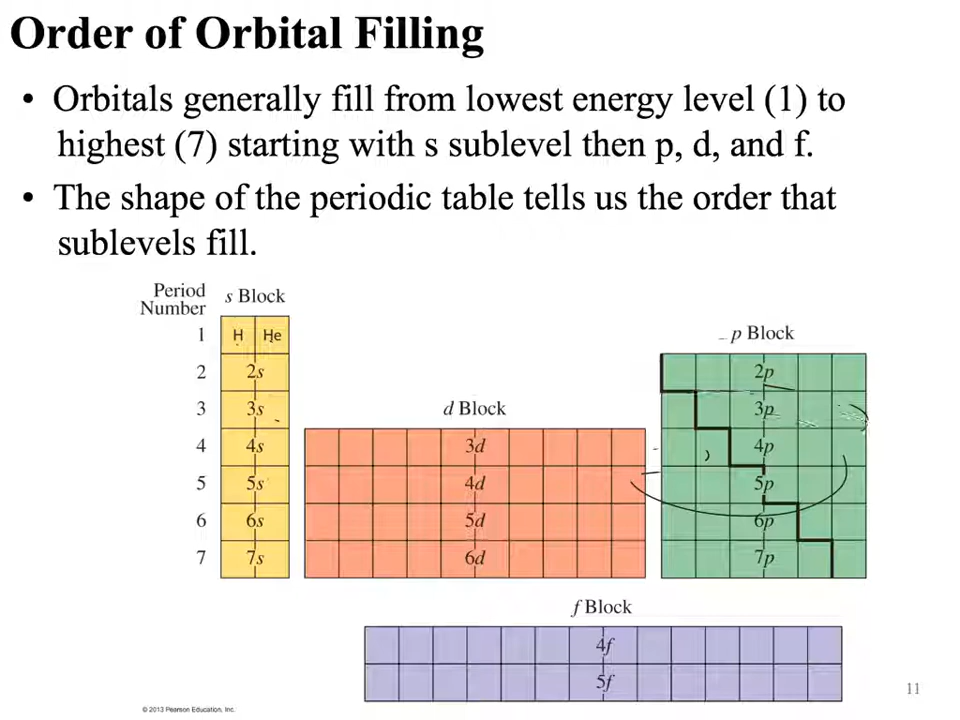 Order of Orbital Filling
• Orbitals generally fill from lowest energy level (1) to
highest (7) starting with s sublevel then p, d, and f.
• The shape of the periodic table tells us the order that
sublevels fill.
Period
Number
s Block
1
H He
p Block
2
2s
2p
3
3s
d Block
3p
4
4s
3d
4p
5
5s
4d
5p
6
6s
5d
6p
7
7s
6d
7p
f Block
4f
5f
11
© 2013 Pearson Education, Inc.